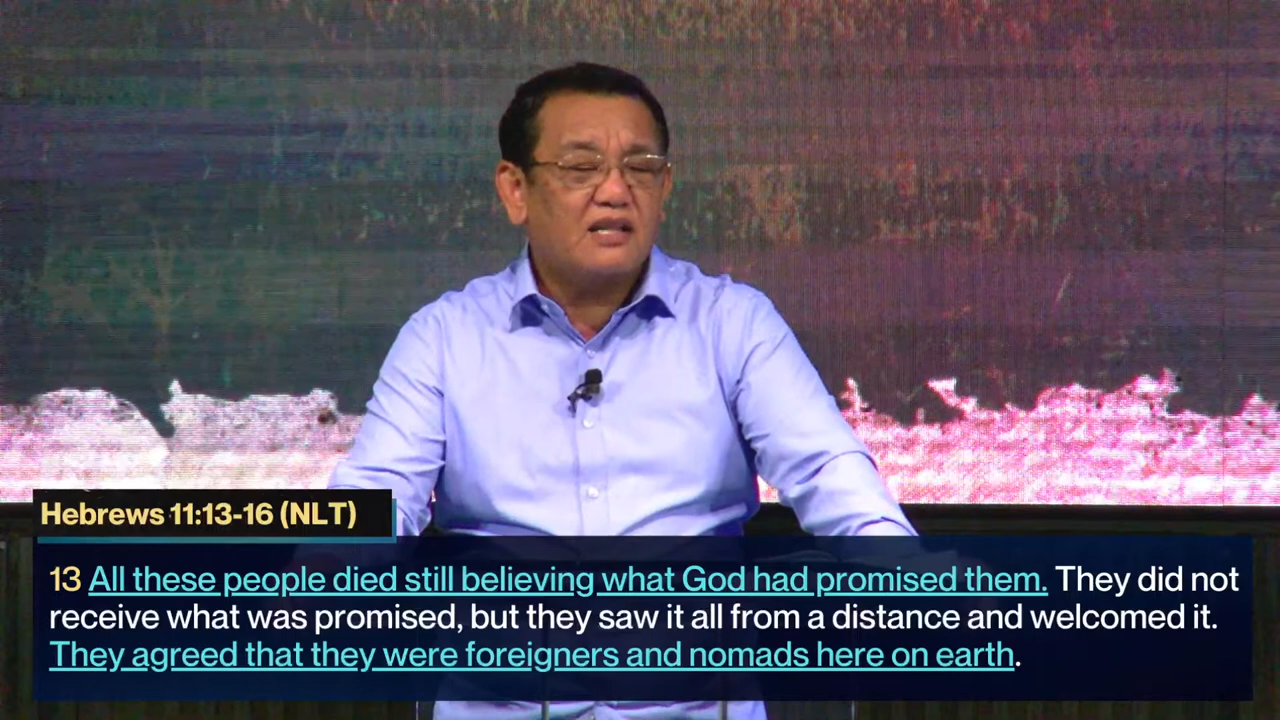 Hebrews 11:13-16 (NLT)
13 All these people died still believing what God had promised them. They did not
receive what was promised, but they saw it all from a distance and welcomed it.
They agreed that they were foreigners and nomads here on earth.